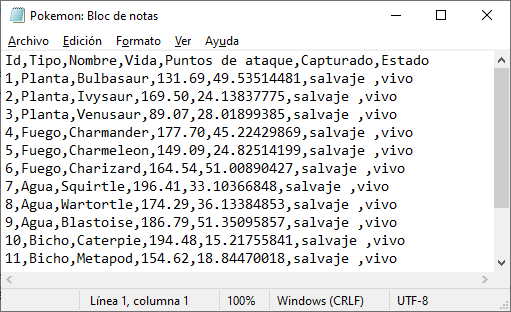 Pokemon: Bloc de notas
Archivo Edición Formato Ver Ayuda
Id,Tipo,Nombre,Vida,Puntos de ataque,Capturado,Estado
1,Planta,Bulbasaur,131.69,49.53514481,salvaje ,vivo
2,Planta,Ivysaur,169.50,24.13837775,salvaje ,vivo
3,Planta,Venusaur,89.07,28.01899385,salvaje ,vivo
4,Fuego,Charmander,177.70,45.22429869,salvaje ,vivo
5,Fuego,Charmeleon,149.09,24.82514199,salvaje ,vivo
6,Fuego,Charizard,164.54,51.00890427,salvaje ,vivo
7,Agua,Squirtle,196.41,33.10366848,salvaje ,vivo
8,Agua,Wartortle,174.29,36.13384853,salvaje ,vivo
9,Agua,Blastoise,186.79,51.35095857,salvaje ,vivo
10,Bicho,Caterpie,194.48,15.21755841,salvaje ,vivo
11,Bicho,Metapod,154.62,18.84470018,salvaje ,vivo
Línea 1, columna 1 100% Windows (CRLF) UTF-8